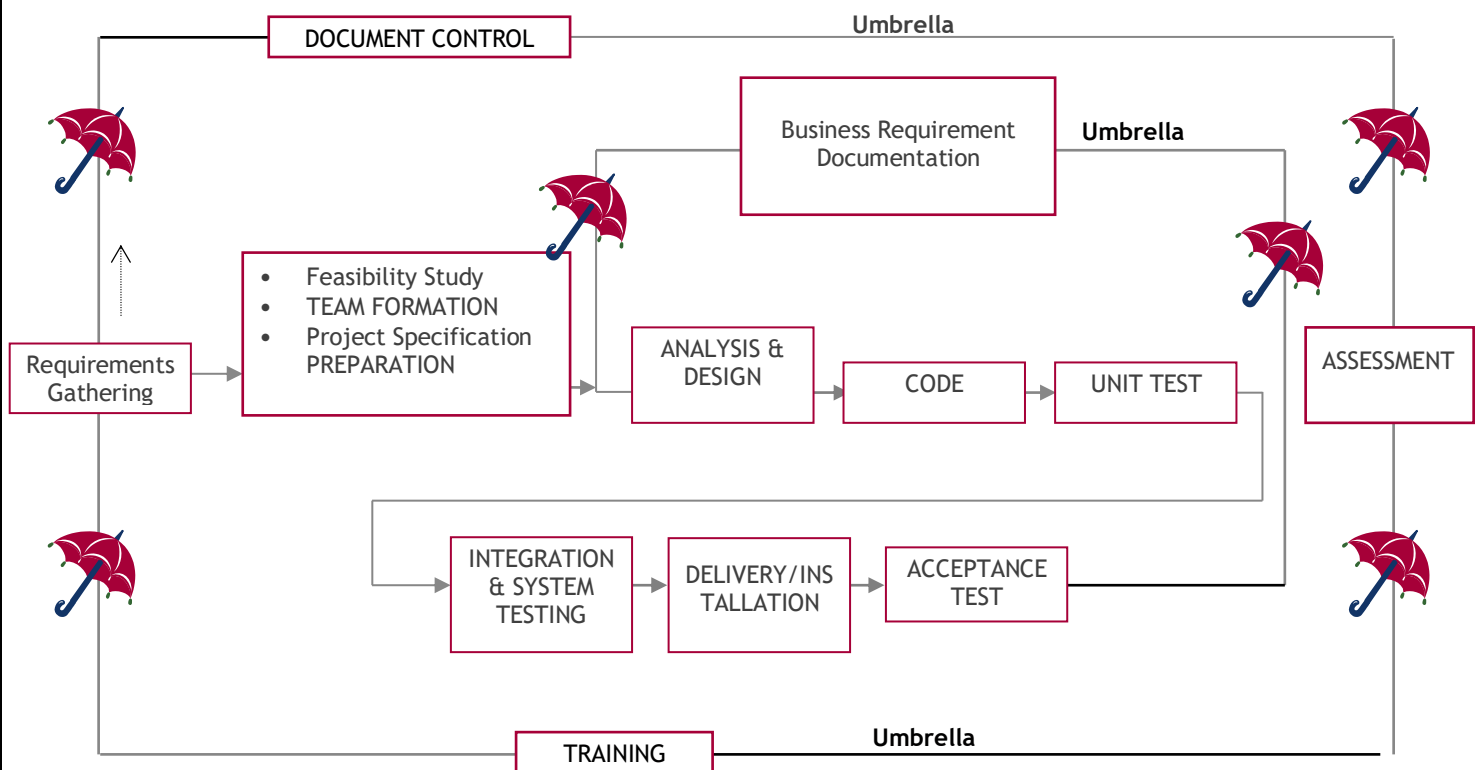 Umbrella
DOCUMENT CONTROL
Business Requirement
Documentation
Umbrella
• Feasibility Study
• TEAM FORMATION
• Project Specification
PREPARATION
Requirements
Gathering
ANALYSIS &
DESIGN
CODE
UNIT TEST
ASSESSMENT
INTEGRATION
& SYSTEM
TESTING
DELIVERY/INS
TALLATION
ACCEPTANCE
TEST
Umbrella
TRAINING